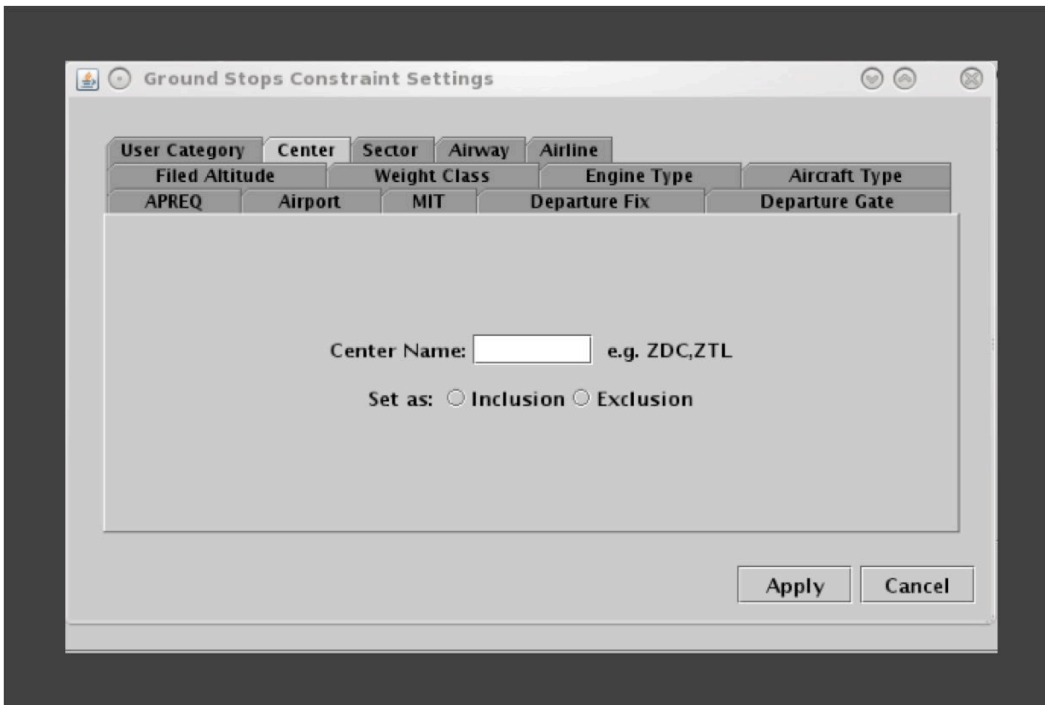 Ground Stops Constraint Settings
User Category Center Sector Airway Airline
Filed Altitude Weight Class Engine Type Aircraft Type
APREQ Airport MIT Departure Fix Departure Gate
Center Name: e.g. ZDC,ZTL
Set as: Inclusion Exclusion
Apply Cancel